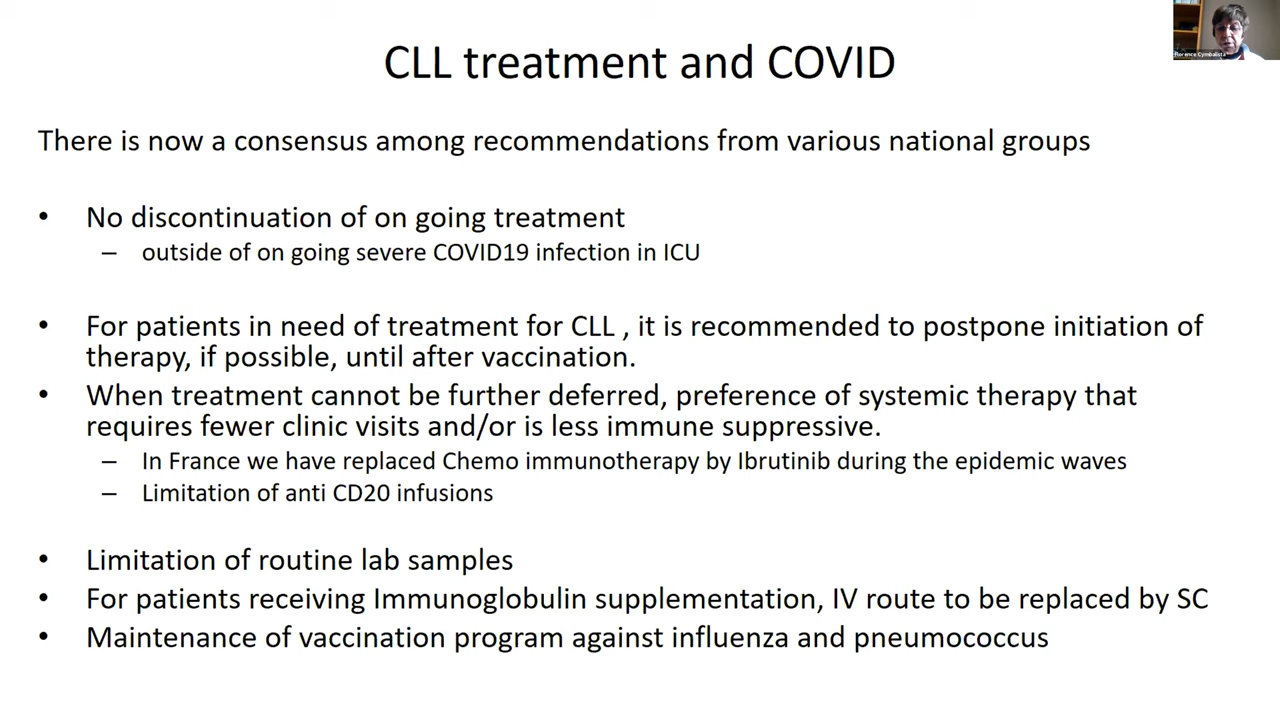 CLL treatment and COVID
Florence Cymbalista
There is now a consensus among recommendations from various national groups
• No discontinuation of on going treatment
– outside of on going severe COVID19 infection in ICU
• For patients in need of treatment for CLL , it is recommended to postpone initiation of
therapy, if possible, until after vaccination.
• When treatment cannot be further deferred, preference of systemic therapy that
requires fewer clinic visits and/or is less immune suppressive.
– In France we have replaced Chemo immunotherapy by Ibrutinib during the epidemic waves
– Limitation of anti CD20 infusions
• Limitation of routine lab samples
• For patients receiving Immunoglobulin supplementation, IV route to be replaced by SC
• Maintenance of vaccination program against influenza and pneumococcus